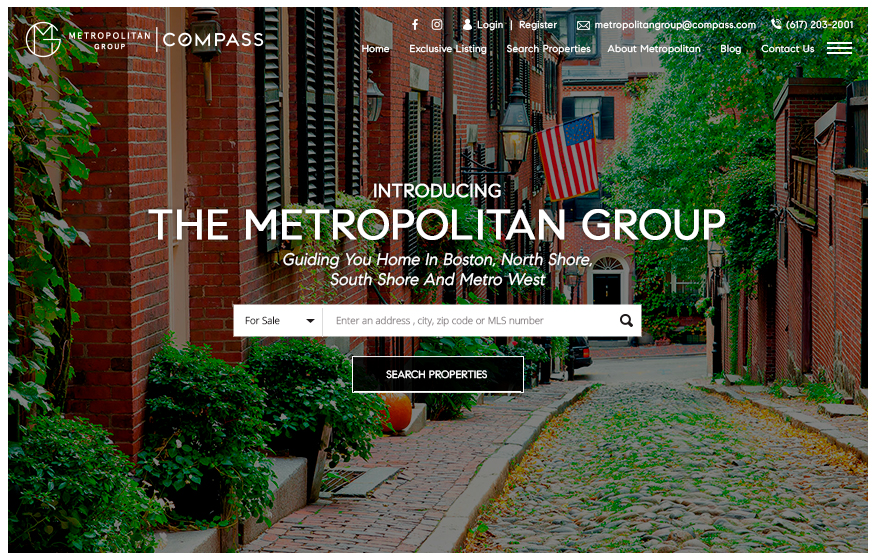 METROPOLITAN
GROUP
COMPASS
Login | Register
metropolitangroup@compass.com
(617) 203-2001
Home
Exclusive Listing
Search Properties
About Metropolitan
Blog
Contact Us
INTRODUCING
THE METROPOLITAN GROUP
Guiding You Home In Boston, North Shore,
South Shore And Metro West
For Sale
Enter an address , city, zip code or MLS number
SEARCH PROPERTIES